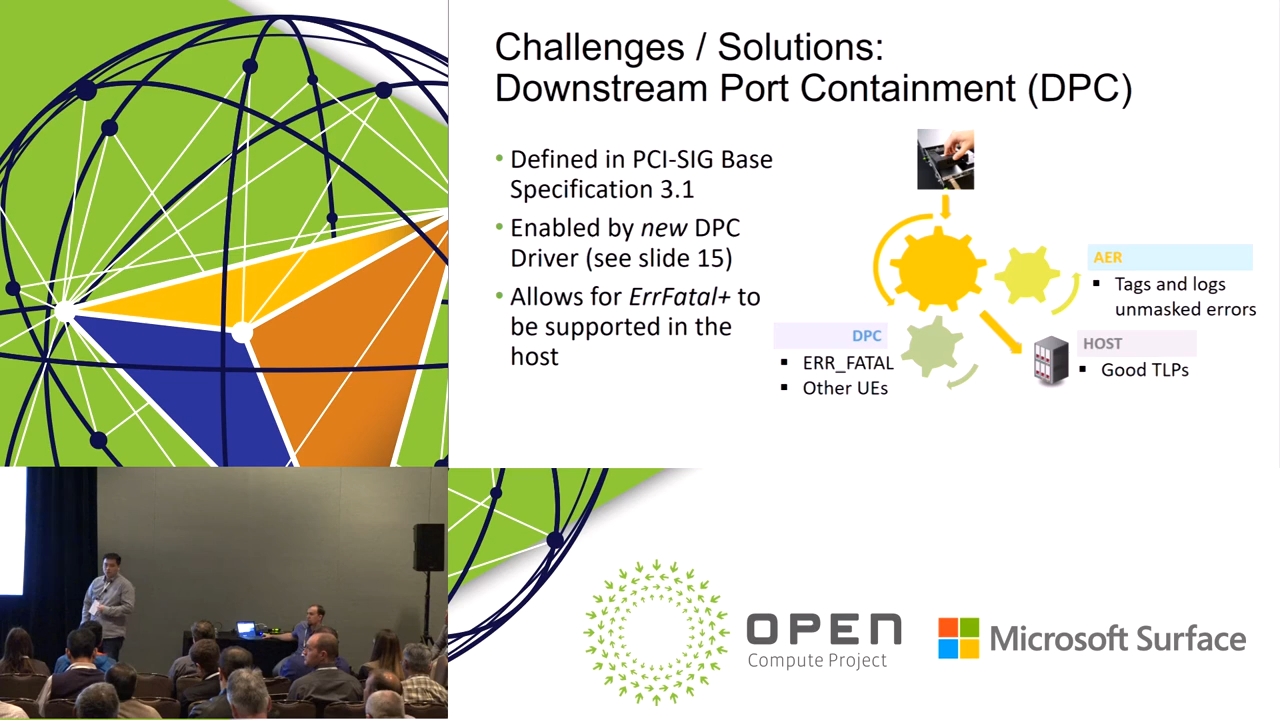 Challenges / Solutions:
Downstream Port Containment (DPC)
• Defined in PCI-SIG Base
Specification 3.1
• Enabled by new DPC
Driver (see slide 15)
• Allows for ErrFatal+ to
be supported in the
host
AER
▪ Tags and logs
unmasked errors
DPC
▪ ERR_FATAL
▪ Other UEs
HOST
▪ Good TLPs
OPEN
Compute Project
Microsoft Surface